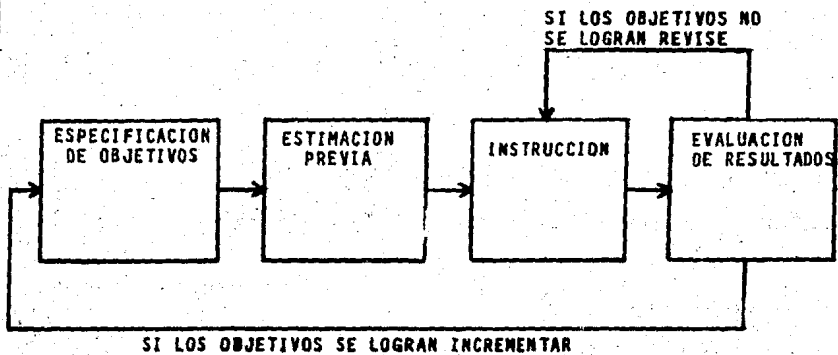 SI LOS OBJETIVOS NO
SE LOGRAN REVISE
ESPECIFICACION
DE OBJETIVOS
ESTIMACION
PREVIA
INSTRUCCION
EVALUACION
DE RESULTADOS
SI LOS OBJETIVOS SE LOGRAN INCREMENTAR